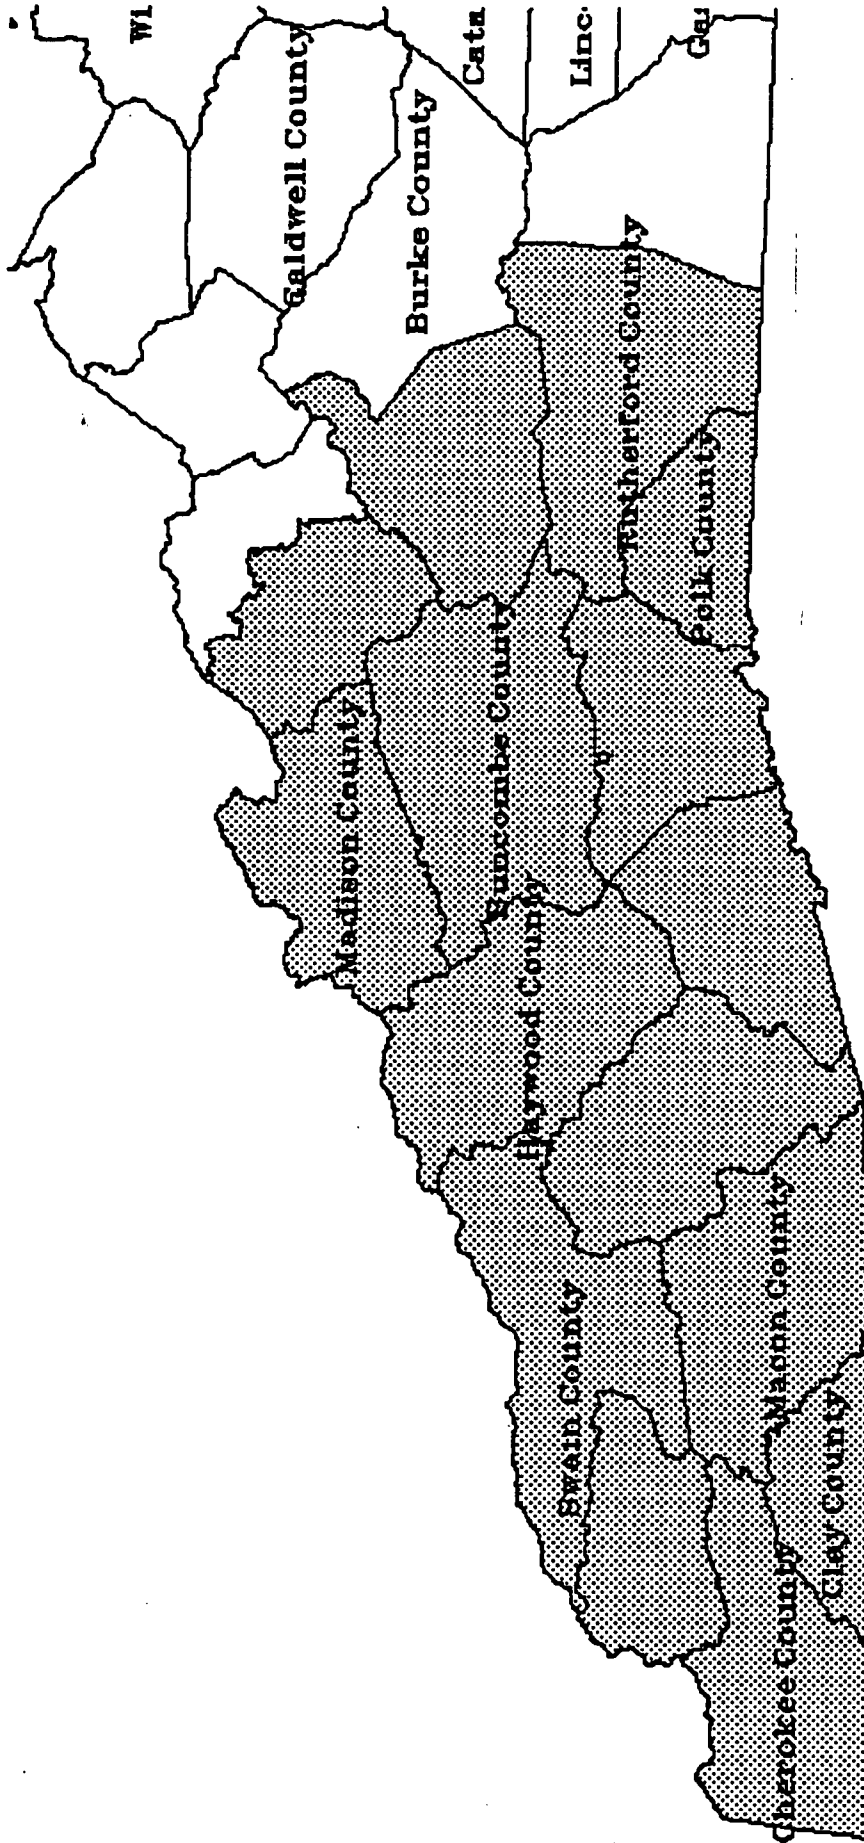 Wi
Caldwell County
Cata
Burke County
Linc
Ga
Rutherford County
Polk County
Madison County
Buncombe County
Haywood County
Swain County
Macon County
Clay County
Cherokee County